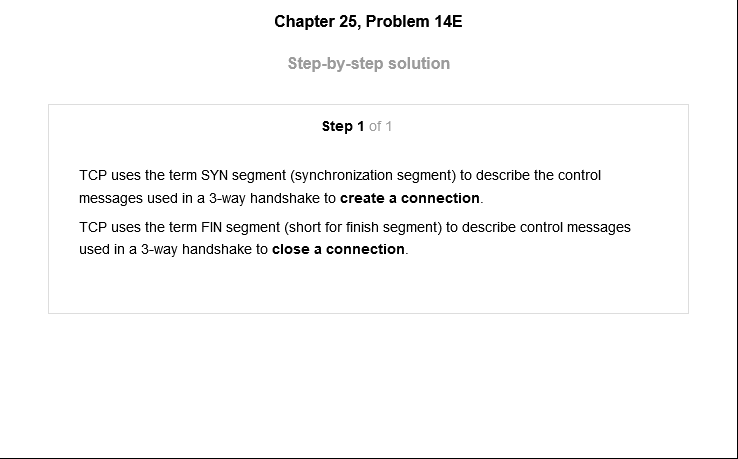 Chapter 25, Problem 14E
Step-by-step solution
Step 1 of 1
TCP uses the term SYN segment (synchronization segment) to describe the control
messages used in a 3-way handshake to create a connection.
TCP uses the term FIN segment (short for finish segment) to describe control messages
used in a 3-way handshake to close a connection.